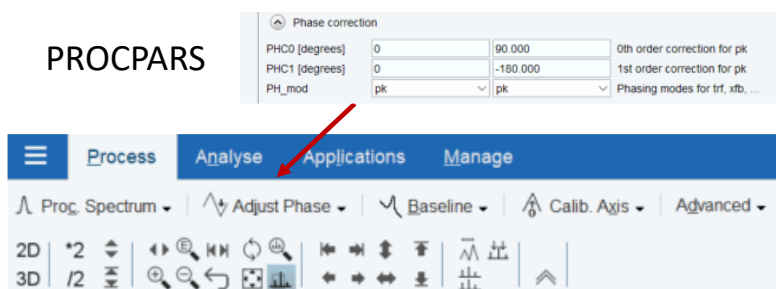 Phase correction
PROCPARS
PHC0 [degrees] 0 90.000 0th order correction for pk
PHC1 [degrees] 0 -180.000 1st order correction for pk
PH_mod pk pk Phasing modes for trf, xfb, ...
Process Analyse Applications Manage
Proc. Spectrum Adjust Phase Baseline Calib. Axis Advanced
2D *2 E
3D /2